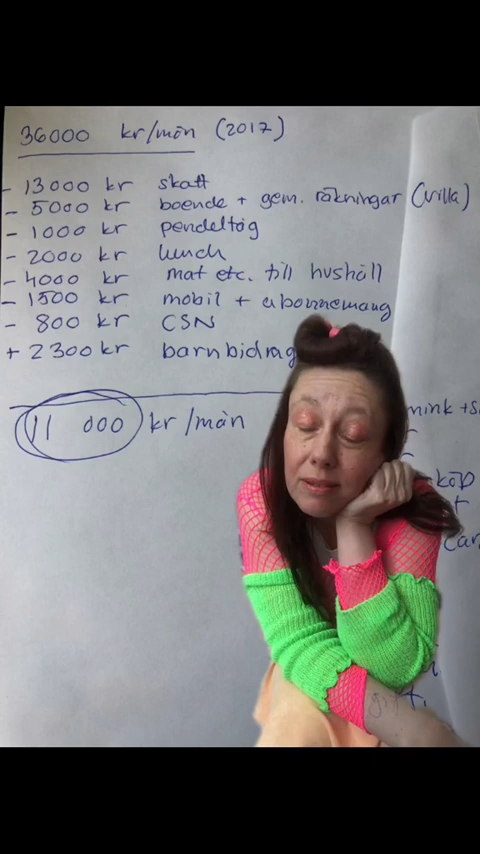 36000 kr/mån (2017)
- 13000 kr skatt
- 5000 kr boende + gem. räkningar (villa)
- 1000 kr pendeltåg
- 2000 kr lunch
- 4000 kr mat etc. till hushåll
- 1500 kr mobil + abonnemang
- 800 kr CSN
+ 2300 kr barnbidrag
11 000 kr/mån